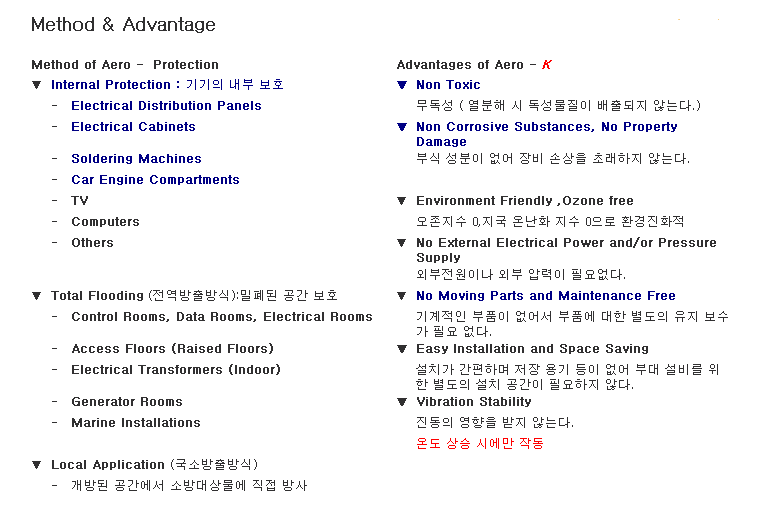 Method & Advantage
Method of Aero - Protection
▼ Internal Protection : 기기의 내부 보호
- Electrical Distribution Panels
- Electrical Cabinets
- Soldering Machines
- Car Engine Compartments
- TV
- Computers
- Others
▼ Total Flooding (전역방출방식):밀폐된 공간 보호
- Control Rooms, Data Rooms, Electrical Rooms
- Access Floors (Raised Floors)
- Electrical Transformers (Indoor)
- Generator Rooms
- Marine Installations
▼ Local Application (국소방출방식)
- 개방된 공간에서 소방대상물에 직접 방사
Advantages of Aero - K
▼ Non Toxic
무독성 ( 열분해 시 독성물질이 배출되지 않는다.)
▼ Non Corrosive Substances, No Property
Damage
부식 성분이 없어 장비 손상을 초래하지 않는다.
▼ Environment Friendly ,Ozone free
오존지수 0,지국 온난화 지수 0으로 환경진화적
▼ No External Electrical Power and/or Pressure
Supply
외부전원이나 외부 압력이 필요없다.
▼ No Moving Parts and Maintenance Free
기계적인 부품이 없어서 부품에 대한 별도의 유지 보수
가 필요 없다.
▼ Easy Installation and Space Saving
설치가 간편하며 저장 용기 등이 없어 부대 설비를 위
한 별도의 설치 공간이 필요하지 않다.
▼ Vibration Stability
진동의 영향을 받지 않는다.
온도 상승 시에만 작동